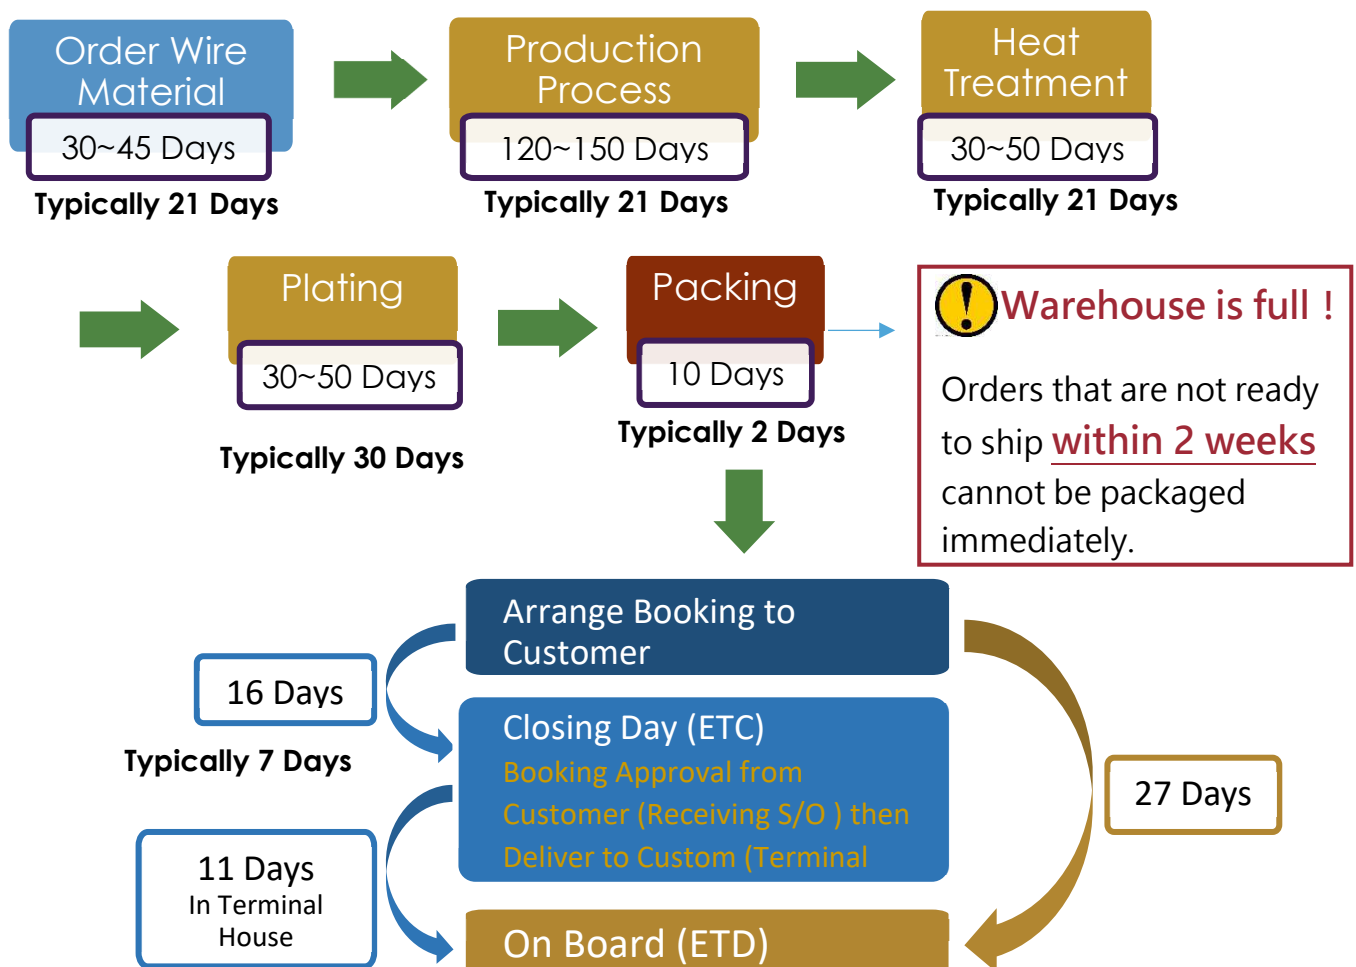 Order Wire
Material
30~45 Days
Typically 21 Days
Production
Process
120~150 Days
Typically 21 Days
Heat
Treatment
30~50 Days
Typically 21 Days
Plating
30~50 Days
Typically 30 Days
Packing
10 Days
Typically 2 Days
Warehouse is full !
Orders that are not ready
to ship within 2 weeks
cannot be packaged
immediately.
Arrange Booking to
Customer
16 Days
Typically 7 Days
Closing Day (ETC)
Booking Approval from
Customer (Receiving S/O ) then
Deliver to Custom (Terminal
27 Days
11 Days
In Terminal
House
On Board (ETD)